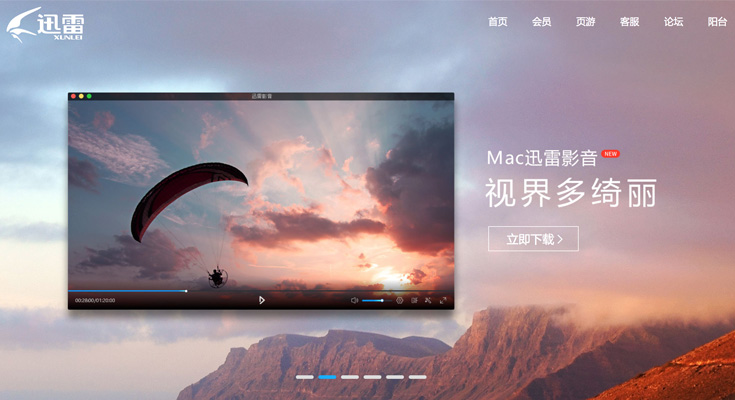 迅雷
XUNLEI
首页 会员 页游 客服 论坛 阳台
迅雷影音
Mac迅雷影音 NEW
视界多绮丽
立即下载
00:28:00/01:20:00